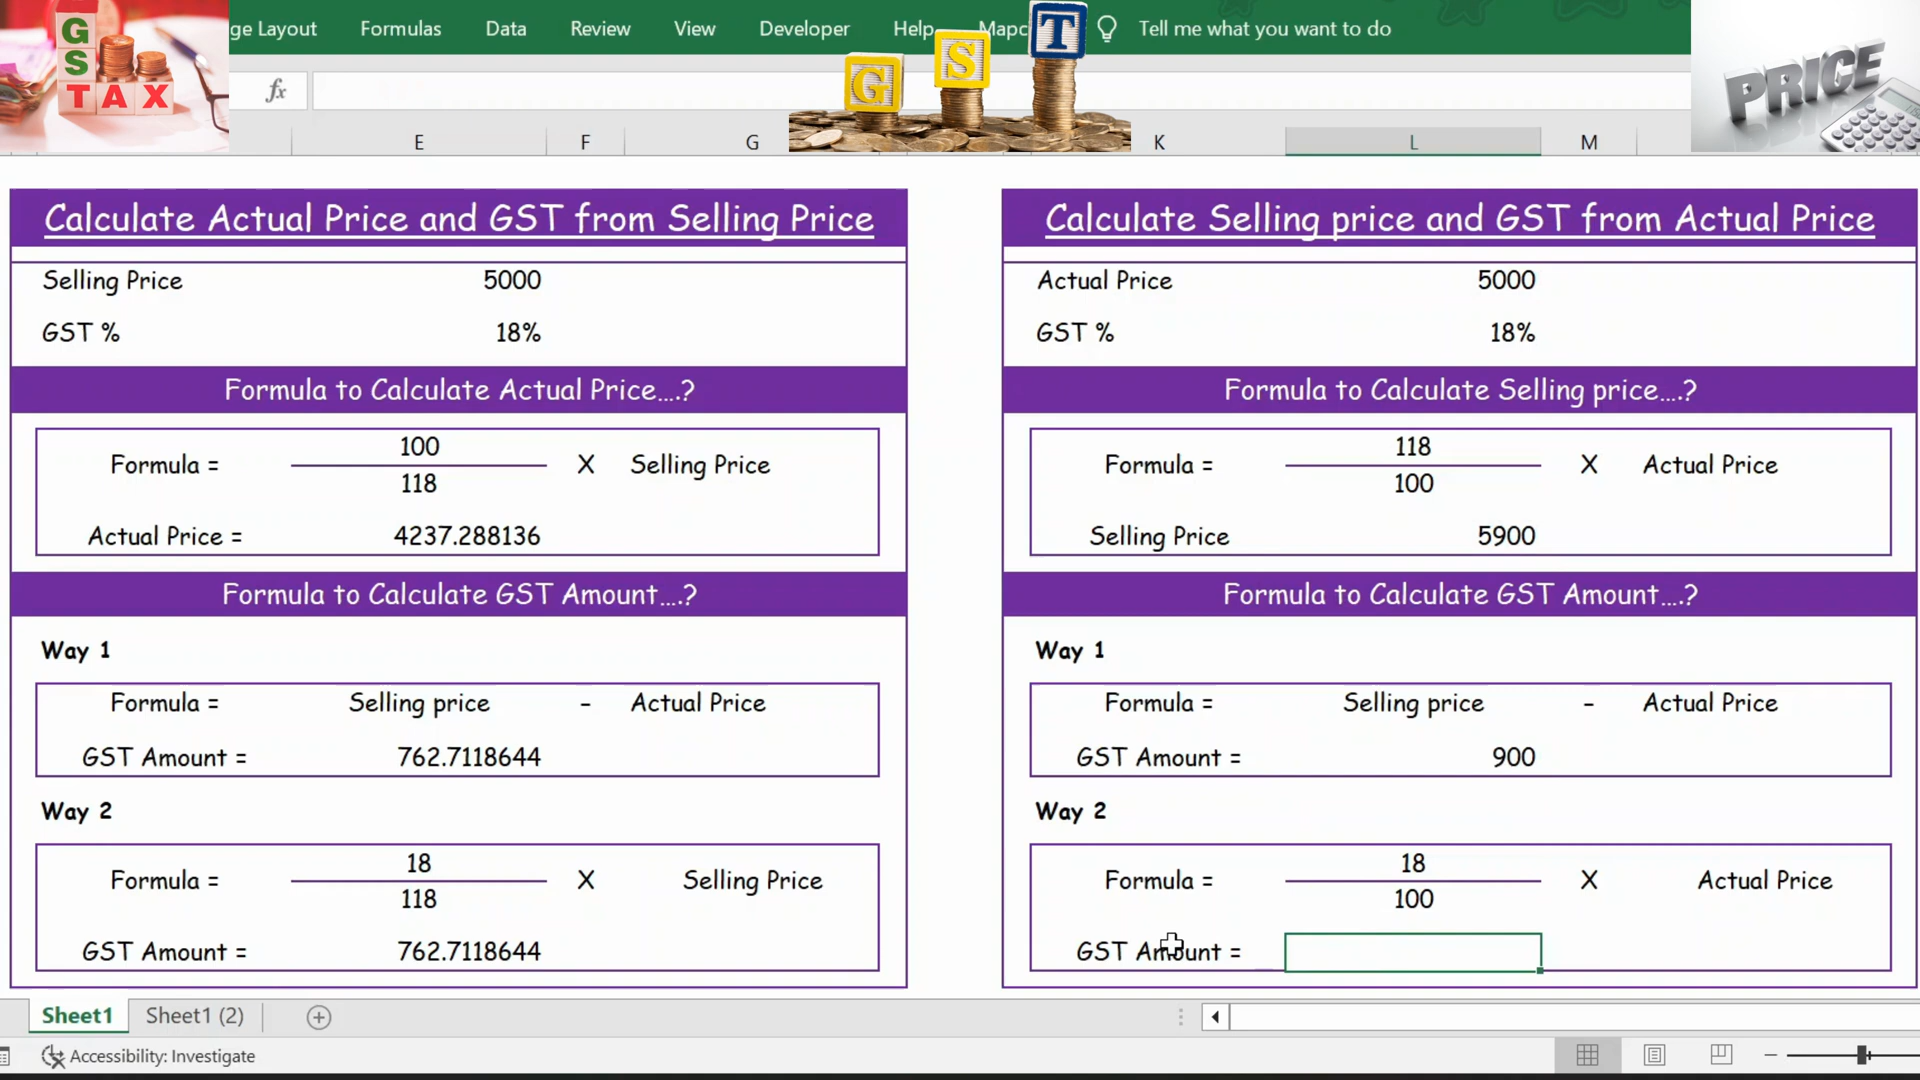 ge Layout Formulas Data Review View Developer Help Tell me what you want to do
G
S
TAX
G S T
PRICE
fx
E F G K L M
Calculate Actual Price and GST from Selling Price
Selling Price 5000
GST % 18%
Formula to Calculate Actual Price....?
Formula = 100 X Selling Price
118
Actual Price = 4237.288136
Formula to Calculate GST Amount....?
Way 1
Formula = Selling price - Actual Price
GST Amount = 762.7118644
Way 2
Formula = 18 X Selling Price
118
GST Amount = 762.7118644
Calculate Selling price and GST from Actual Price
Actual Price 5000
GST % 18%
Formula to Calculate Selling price....?
Formula = 118 X Actual Price
100
Selling Price 5900
Formula to Calculate GST Amount....?
Way 1
Formula = Selling price - Actual Price
GST Amount = 900
Way 2
Formula = 18 X Actual Price
100
GST Amount =
Sheet1 Sheet1 (2)
Accessibility: Investigate